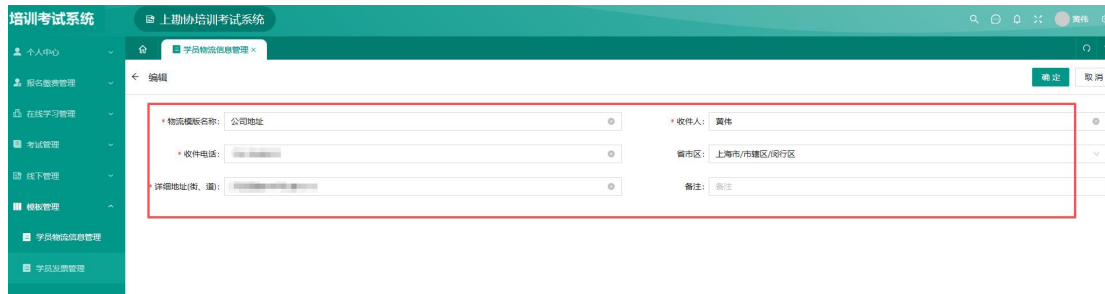 培训考试系统
上勘协培训考试系统
黄伟
个人中心
学员物流信息管理 ×
报名缴费管理
编辑
确 定
取 消
在线学习管理
* 物流模版名称: 公司地址
* 收件人: 黄伟
考试管理
* 收件电话:
省市区: 上海市/市辖区/闵行区
线下管理
* 详细地址(街、道):
备注: 备注
模板管理
学员物流信息管理
学员发票管理